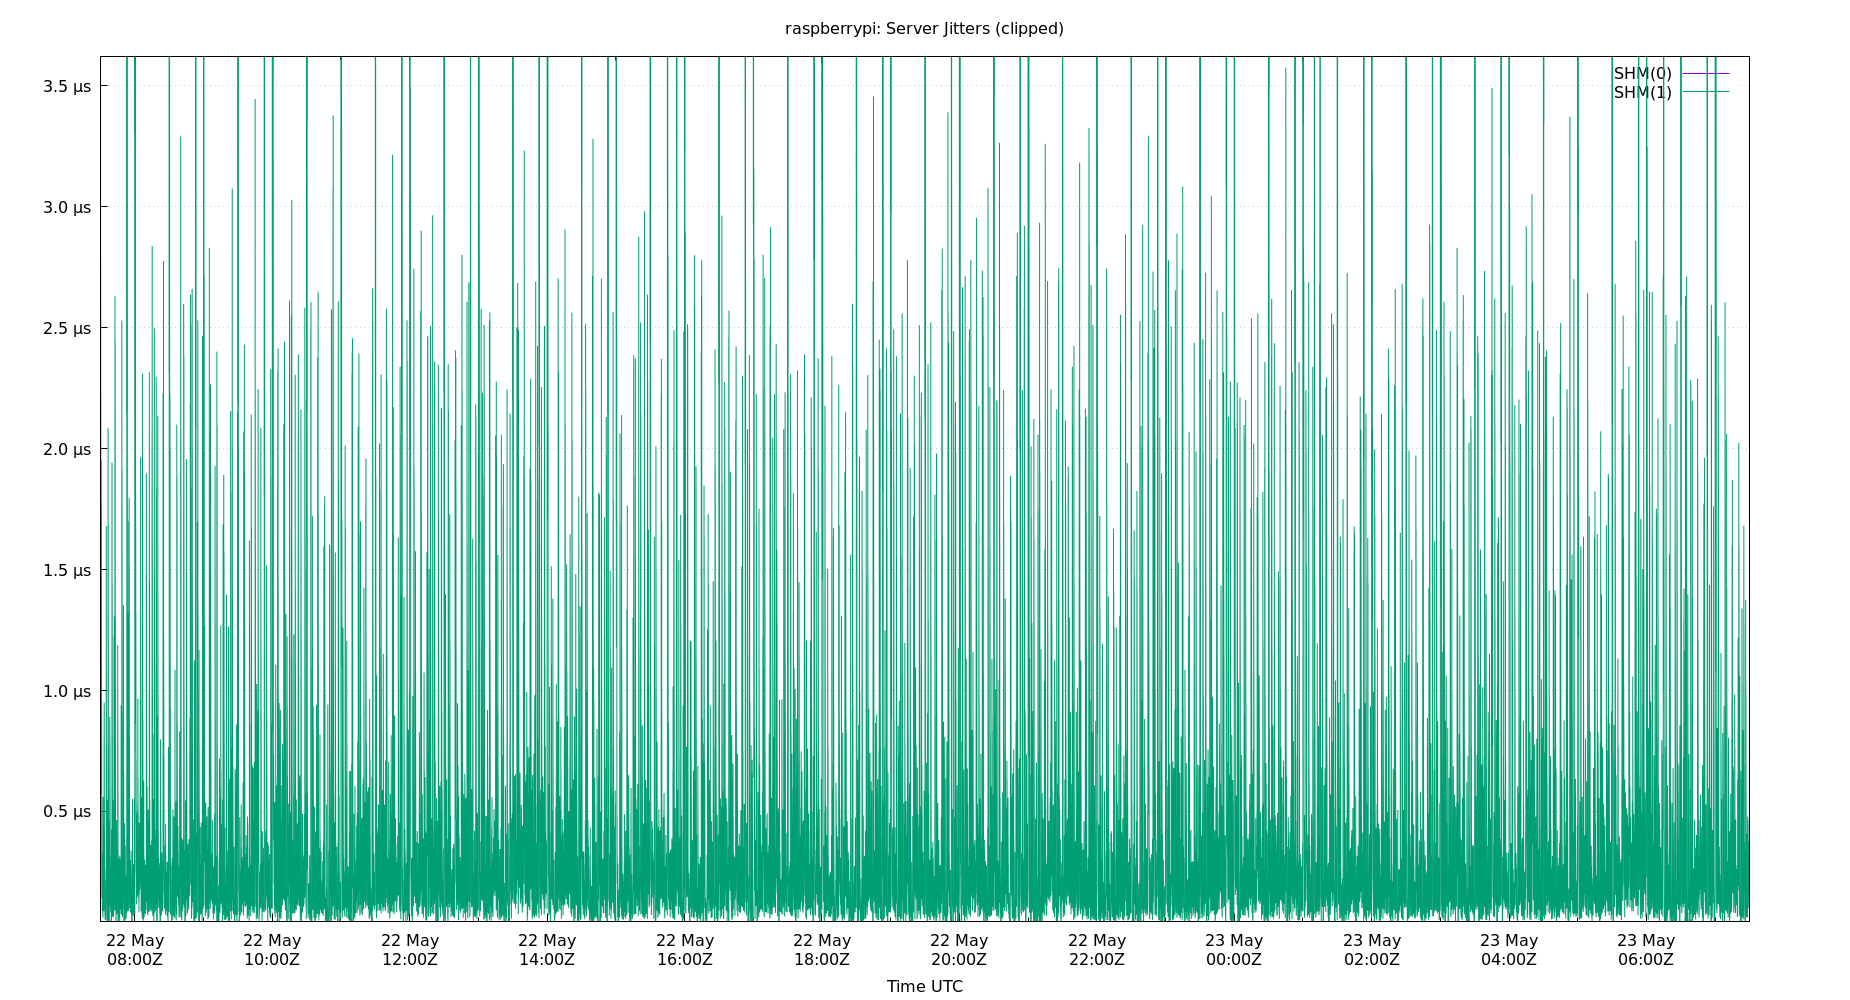 raspberrypi: Server Jitters (clipped)
SHM(0)
SHM(1)
3.5 µs
3.0 µs
2.5 µs
2.0 µs
1.5 µs
1.0 µs
0.5 µs
22 May 22 May 22 May 22 May 22 May 22 May 22 May 22 May 23 May 23 May 23 May 23 May
08:00Z 10:00Z 12:00Z 14:00Z 16:00Z 18:00Z 20:00Z 22:00Z 00:00Z 02:00Z 04:00Z 06:00Z
Time UTC